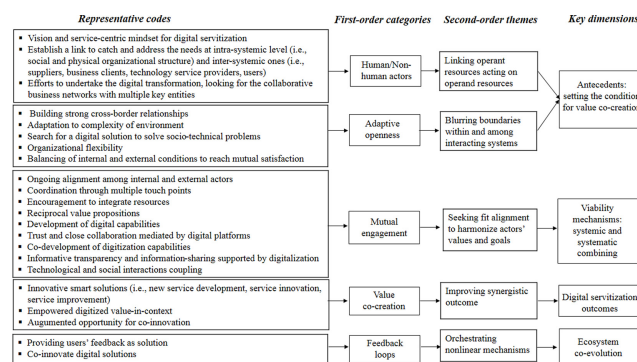 Representative codes
First-order categories
Second-order themes
Key dimensions
Vision and service-centric mindset for digital servitization
Establish a link to catch and address the needs at intra-systemic level (i.e.,
social and physical organizational structure) and inter-systemic ones (i.e.,
suppliers, business clients, technology service providers, users)
Efforts to undertake the digital transformation, looking for the collaborative
business networks with multiple key entities
Human/Non-
human actors
Linking operant
resources acting on
operand resources
Antecedents:
setting the condition
for value co-creation
Building strong cross-border relationships
Adaptation to complexity of environment
Search for a digital solution to solve socio-technical problems
Organizational flexibility
Balancing of internal and external conditions to reach mutual satisfaction
Adaptive
openness
Blurring boundaries
within and among
interacting systems
Ongoing alignment among internal and external actors
Coordination through multiple touch points
Encouragement to integrate resources
Reciprocal value propositions
Development of digital capabilities
Trust and close collaboration mediated by digital platforms
Co-development of digitization capabilities
Informative transparency and information-sharing supported by digitalization
Technological and social interactions coupling
Mutual
engagement
Seeking fit alignment
to harmonize actors'
values and goals
Viability
mechanisms:
systemic and
systematic
combining
Innovative smart solutions (i.e., new service development, service innovation,
service improvement)
Empowered digitized value-in-context
Augumented opportunity for co-innovation
Value
co-creation
Improving synergistic
outcome
Digital servitization
outcomes
Providing users' feedback as solution
Co-innovate digital solutions
Feedback
loops
Orchestrating
nonlinear mechanisms
Ecosystem
co-evolution